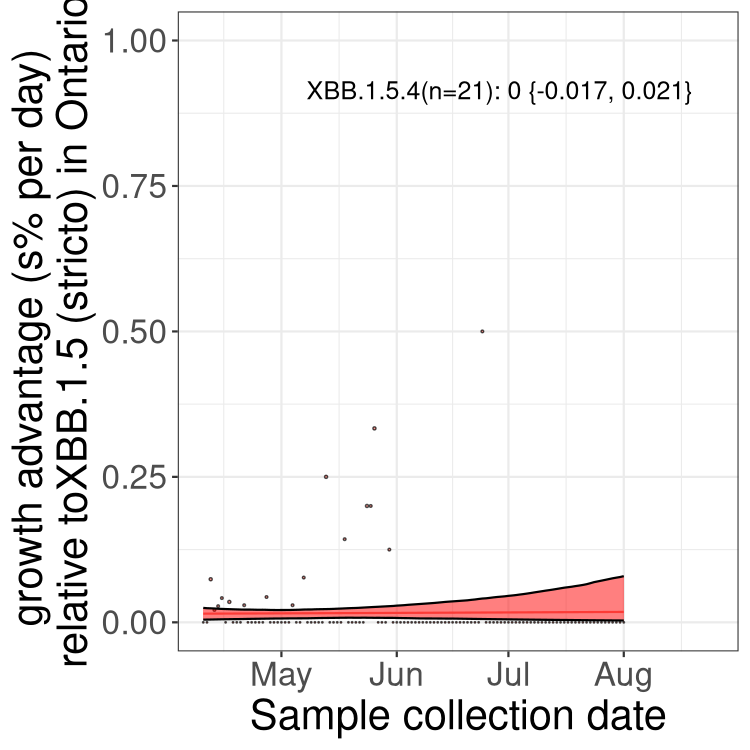 growth advantage (s% per day)
relative toXBB.1.5 (stricto) in Ontario
1.00
0.75
0.50
0.25
0.00
XBB.1.5.4(n=21): 0 {-0.017, 0.021}
May Jun Jul Aug
Sample collection date